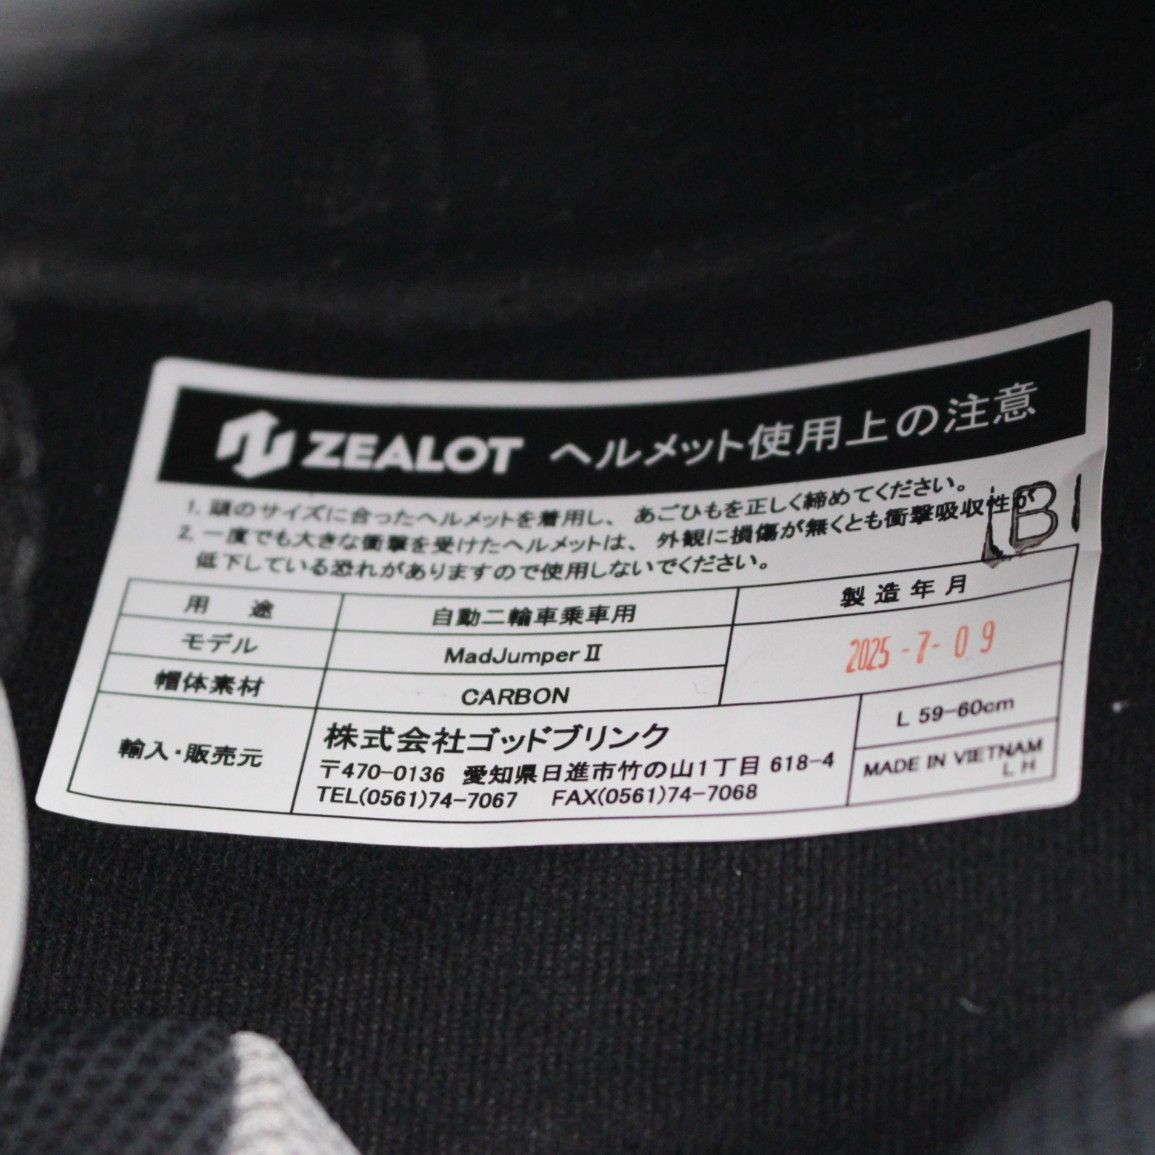 ZEALOT ヘルメット使用上の注意
1. 頭のサイズに合ったヘルメットを着用し、あごひもを正しく締めてください。
2. 一度でも大きな衝撃を受けたヘルメットは、外観に損傷が無くとも衝撃吸収性が
低下している恐れがありますので使用しないでください。
1B1
用 途 自動二輪車乗車用 製造年月
モデル MadJumper II 2025-7-09
帽体素材 CARBON
輸入・販売元 株式会社ゴッドブリンク L 59-60cm
〒470-0136 愛知県日進市竹の山1丁目 618-4 MADE IN VIETNAM
TEL(0561)74-7067 FAX(0561)74-7068 L H